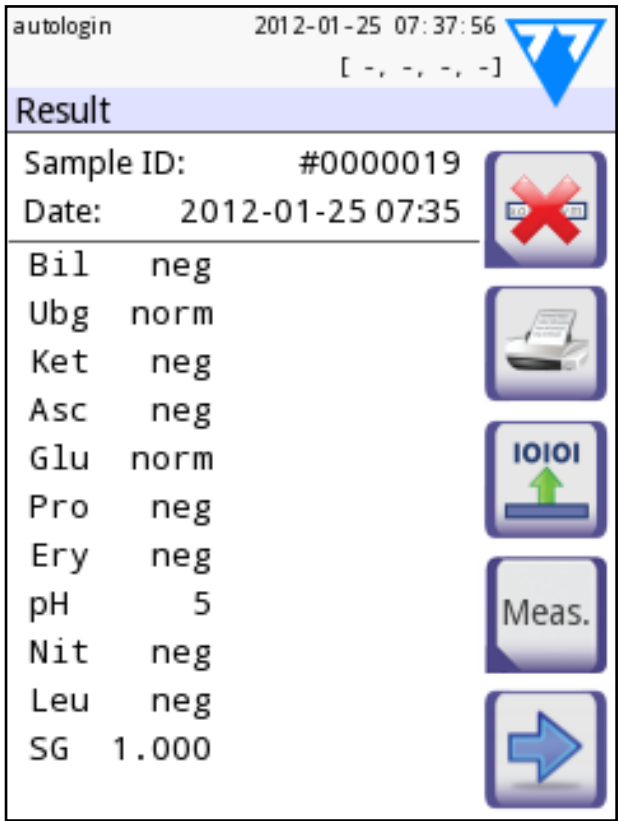 autologin 2012-01-25 07:37:56
[ -, -, -, -]
Result
Sample ID: #0000019
Date: 2012-01-25 07:35
Bil neg
Ubg norm
Ket neg
Asc neg
Glu norm
IOIOI
Pro neg
Ery neg
pH 5
Meas.
Nit neg
Leu neg
SG 1.000